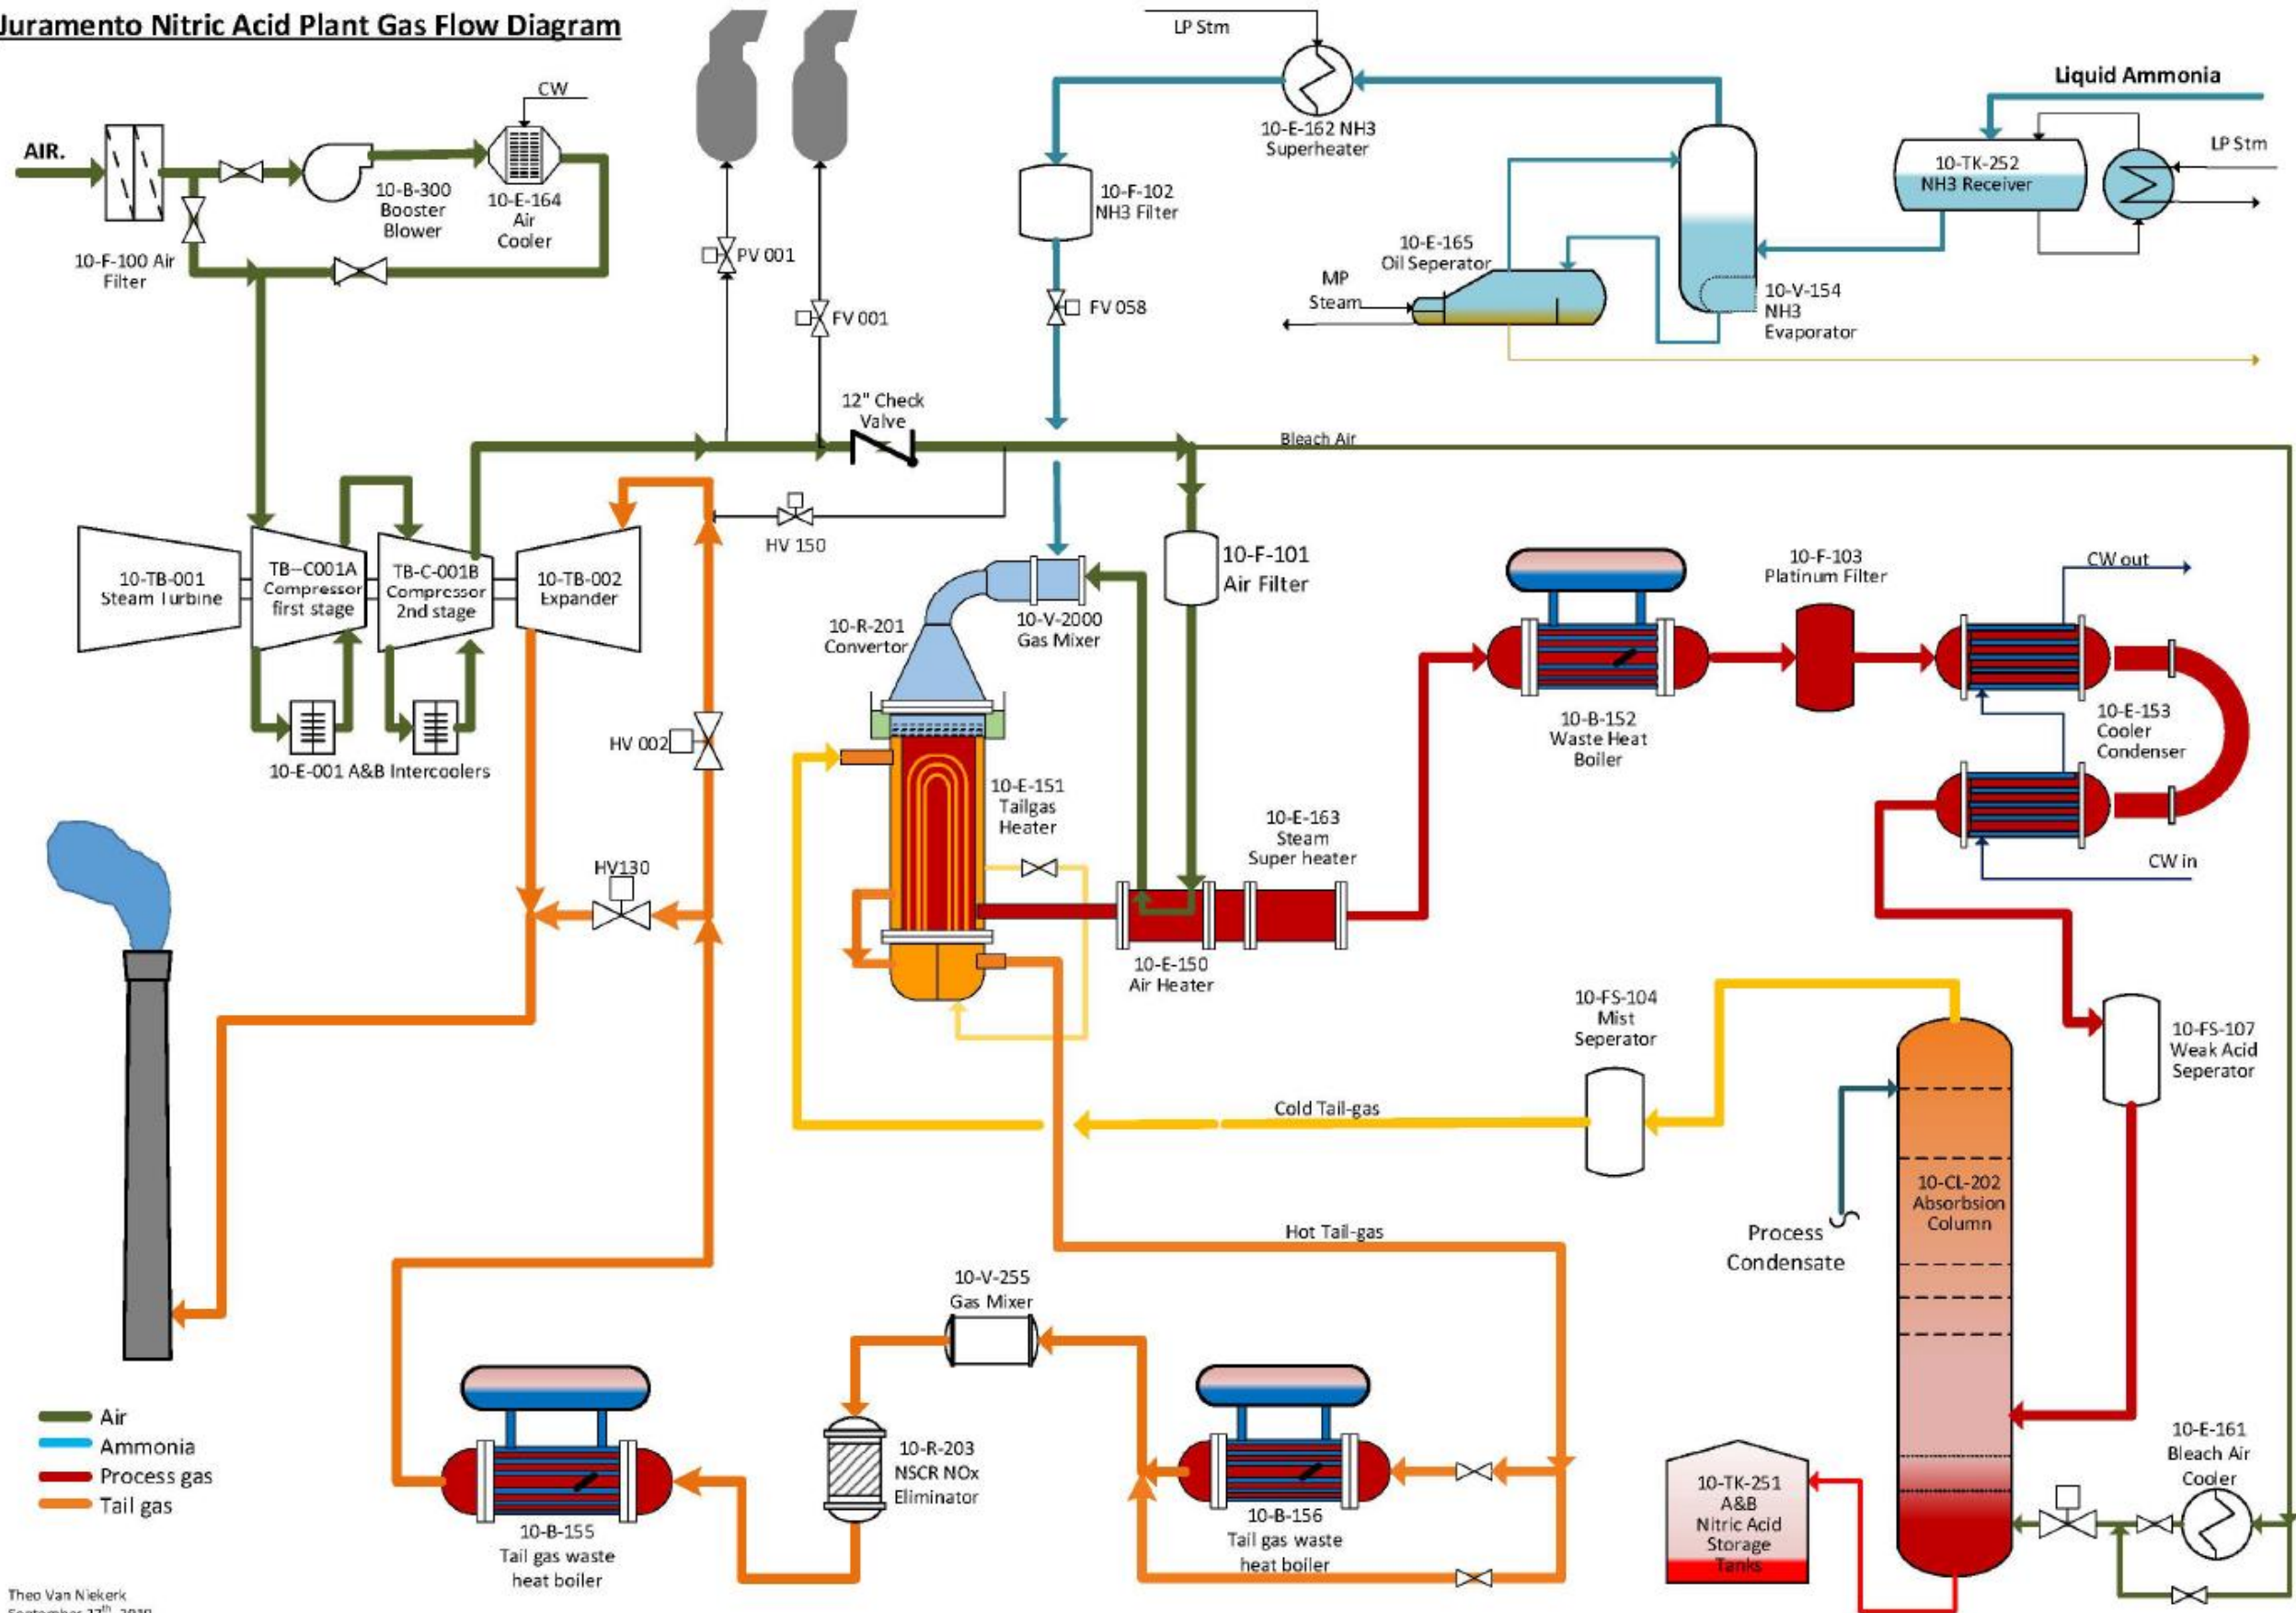 Juramento Nitric Acid Plant Gas Flow Diagram
LP Stm
Liquid Ammonia
CW
AIR.
10-B-300
Booster
Blower
10-E-164
Air
Cooler
10-F-100 Air
Filter
PV 001
FV 001
10-E-162 NH3
Superheater
10-F-102
NH3 Filter
FV 058
10-E-165
Oil Seperator
MP
Steam
10-TK-252
NH3 Receiver
LP Stm
10-V-154
NH3
Evaporator
12" Check
Valve
Bleach Air
HV 150
10-TB-001
Steam Turbine
TB--C001A
Compressor
first stage
TB-C-001B
Compressor
2nd stage
10-TB-002
Expander
10-E-001 A&B Intercoolers
HV 002
HV130
10-R-201
Convertor
10-V-2000
Gas Mixer
10-F-101
Air Filter
10-E-151
Tailgas
Heater
10-E-163
Steam
Super heater
10-E-150
Air Heater
10-B-152
Waste Heat
Boiler
10-F-103
Platinum Filter
CW out
10-E-153
Cooler
Condenser
CW in
10-FS-104
Mist
Seperator
10-FS-107
Weak Acid
Seperator
Cold Tail-gas
10-CL-202
Absorbsion
Column
Process
Condensate
Hot Tail-gas
10-V-255
Gas Mixer
10-R-203
NSCR NOx
Eliminator
10-B-155
Tail gas waste
heat boiler
10-B-156
Tail gas waste
heat boiler
10-TK-251
A&B
Nitric Acid
Storage
Tanks
10-E-161
Bleach Air
Cooler
Air
Ammonia
Process gas
Tail gas
Theo Van Niekerk
September